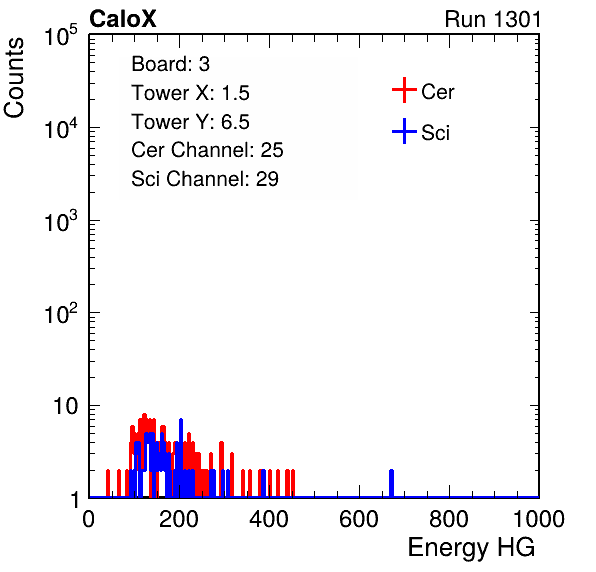 CaloX Run 1301
Counts
Board: 3
Tower X: 1.5
Tower Y: 6.5
Cer Channel: 25
Sci Channel: 29
Cer
Sci
10^5
10^4
10^3
10^2
10
1
0 200 400 600 800 1000
Energy HG